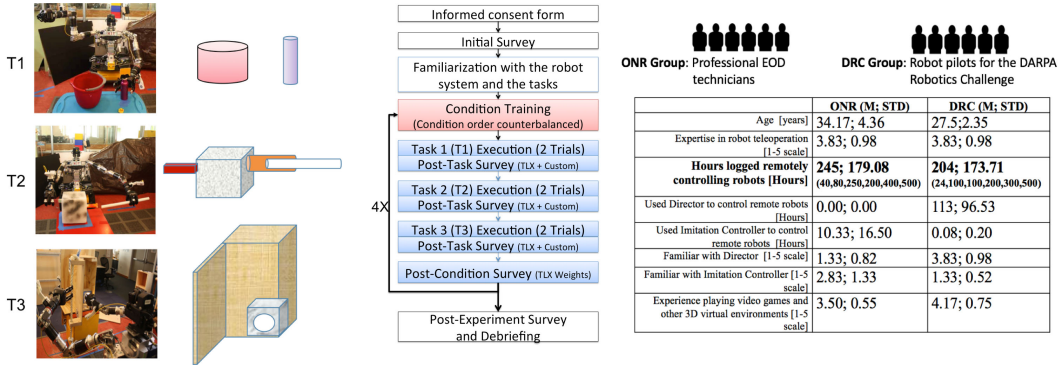 T1
T2
T3
Informed consent form
Initial Survey
Familiarization with the robot
system and the tasks
Condition Training
(Condition order counterbalanced)
Task 1 (T1) Execution (2 Trials)
Post-Task Survey (TLX + Custom)
Task 2 (T2) Execution (2 Trials)
Post-Task Survey (TLX + Custom)
4X
Task 3 (T3) Execution (2 Trials)
Post-Task Survey (TLX + Custom)
Post-Condition Survey (TLX Weights)
Post-Experiment Survey
and Debriefing
ONR Group: Professional EOD
technicians
DRC Group: Robot pilots for the DARPA
Robotics Challenge
ONR (M; STD) DRC (M; STD)
Age [years] 34.17; 4.36 27.5;2.35
Expertise in robot teleoperation
[1-5 scale] 3.83; 0.98 3.83; 0.98
Hours logged remotely
controlling robots [Hours]
245; 179.08
(40,80,250,200,400,500)
204; 173.71
(24,100,100,200,300,500)
Used Director to control remote robots
[Hours] 0.00; 0.00 113; 96.53
Used Imitation Controller to control
remote robots [Hours] 10.33; 16.50 0.08; 0.20
Familiar with Director [1-5 scale] 1.33; 0.82 3.83; 0.98
Familiar with Imitation Controller [1-5
scale] 2.83; 1.33 1.33; 0.52
Experience playing video games and
other 3D virtual environments [1-5
scale] 3.50; 0.55 4.17; 0.75